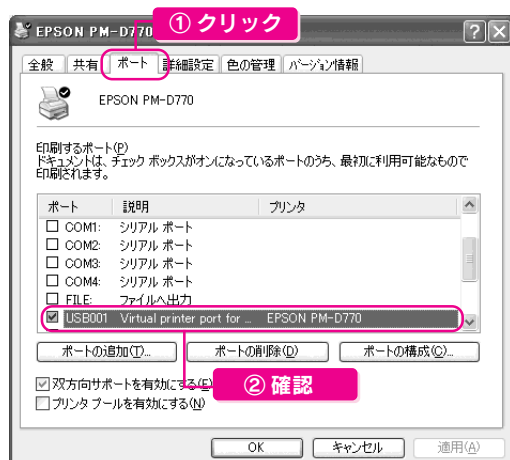 ① クリック
EPSON PM-D770
全般 共有 ポート 詳細設定 色の管理 バージョン情報
EPSON PM-D770
印刷するポート(P)
ドキュメントは、チェック ボックスがオンになっているポートのうち、最初に利用可能なもので
印刷されます。
ポート 説明 プリンタ
COM1: シリアル ポート
COM2: シリアル ポート
COM3: シリアル ポート
COM4: シリアル ポート
FILE: ファイルへ出力
USB001 Virtual printer port for ... EPSON PM-D770
ポートの追加(T)... ポートの削除(D) ポートの構成(C)...
双方向サポートを有効にする(E)
② 確認
プリンタ プールを有効にする(N)
OK キャンセル 適用(A)